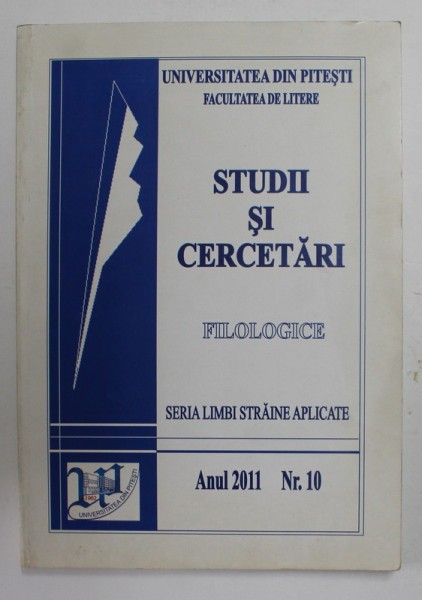 UNIVERSITATEA DIN PITEŞTI
FACULTATEA DE LITERE
STUDII
ŞI
CERCETĂRI
FILOLOGICE
SERIA LIMBI STRĂINE APLICATE
Anul 2011 Nr. 10
1962
UNIVERSITATEA DIN PITEŞTI